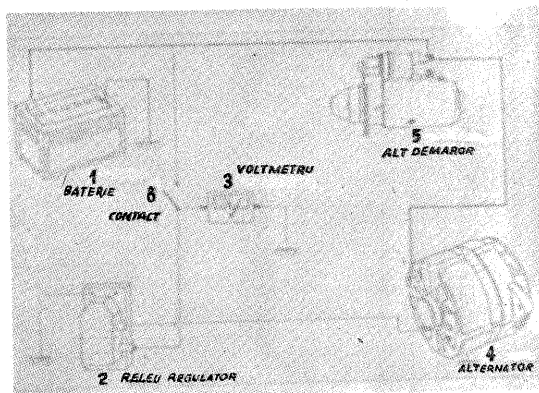 1
BATERIE
6
CONTACT
3
VOLTMETRU
5
ALT DEMAROR
2 RELEU REGULATOR
4
ALTERNATOR